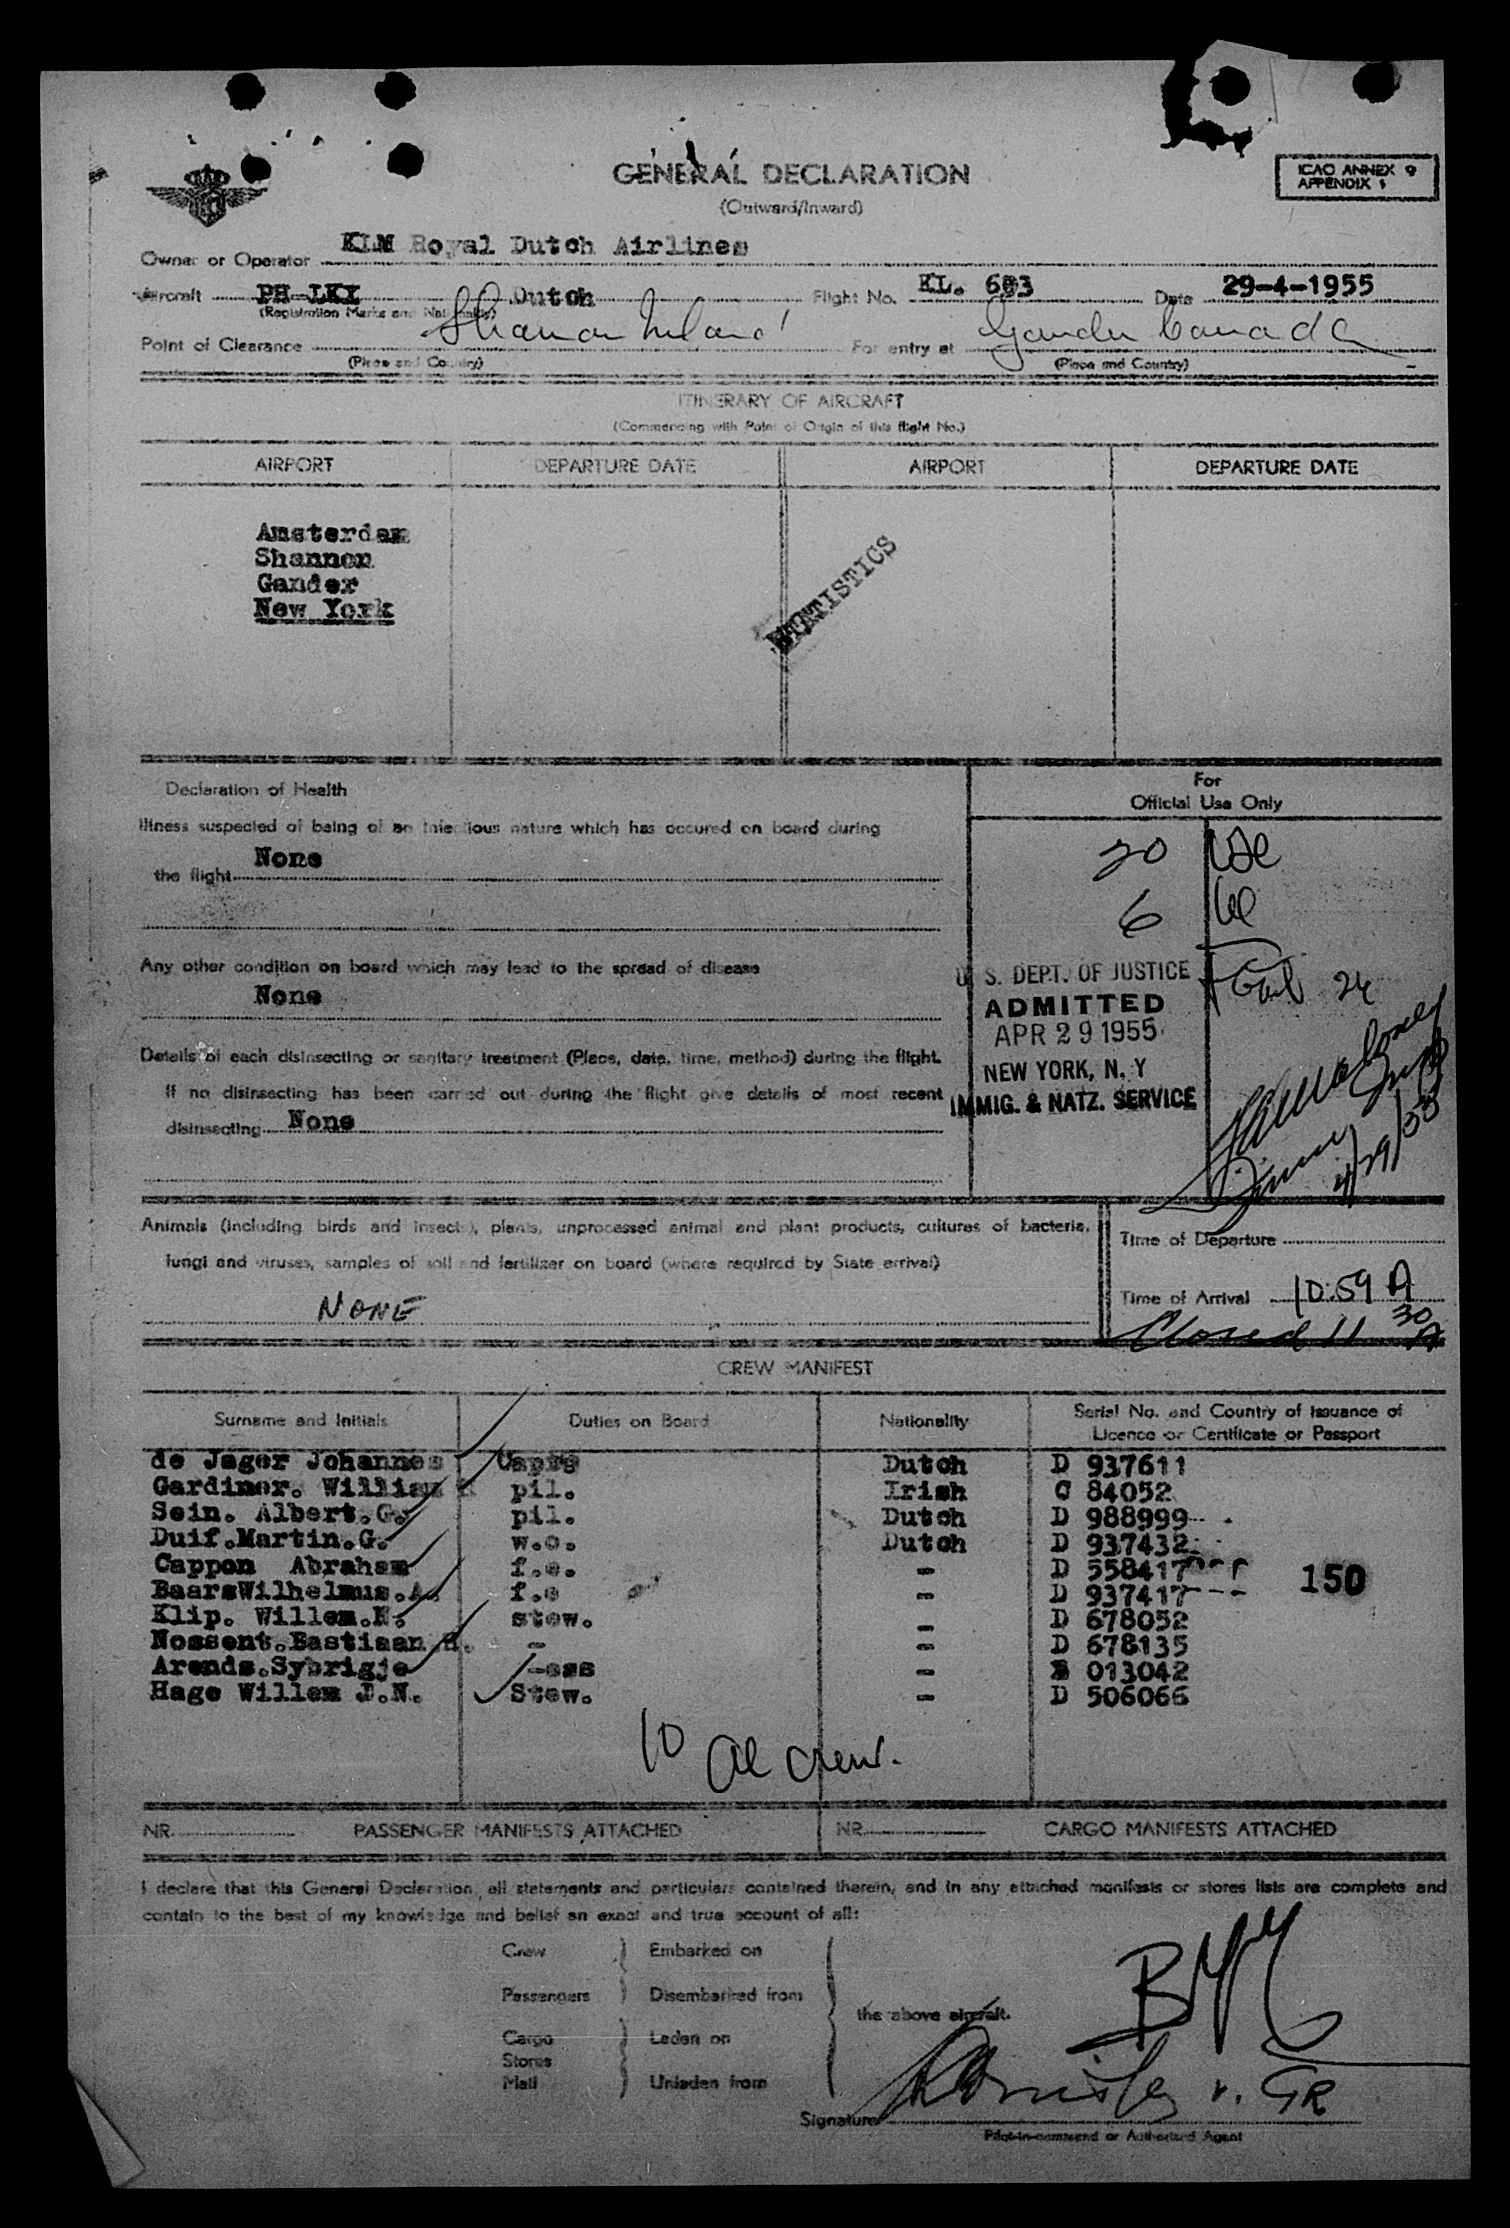 GENERAL DECLARATION
(Outward/Inward)
ICAO ANNEX 9
APPENDIX 1
Owner or Operator KLM Royal Dutch Airlines
Aircraft PH-LKX Dutch Flight No. KL. 603 Date 29-4-1955
(Registration Marks and Nationality)
Point of Clearance Shannon Ireland For entry at Gander Canada
(Place and Country) (Place and Country)
ITINERARY OF AIRCRAFT
(Commencing with Point of Origin of this flight No.)
AIRPORT DEPARTURE DATE AIRPORT DEPARTURE DATE
Amsterdam
Shannon
Gander
New York
STATISTICS
Declaration of Health
Illness suspected of being of an infectious nature which has occured on board during
the flight None
Any other condition on board which may lead to the spread of disease
None
Details of each disinsecting or sanitary treatment (Place, date, time, method) during the flight.
If no disinsecting has been carried out during the flight give details of most recent
disinsecting None
For
Official Use Only
20
6
24
U. S. DEPT. OF JUSTICE
ADMITTED
APR 29 1955
NEW YORK, N. Y
IMMIG. & NATZ. SERVICE
4/29/55
Animals (including birds and insects), plants, unprocessed animal and plant products, cultures of bacteria,
fungi and viruses, samples of soil and fertilizer on board (where required by State arrival)
NONE
Time of Departure
Time of Arrival 10:59 A
Closed 11 30 A
CREW MANIFEST
Surname and Initials Duties on Board Nationality Serial No. and Country of Issuance of
Licence or Certificate or Passport
de Jager Johannes Capt. Dutch D 937611
Gardiner. William pil. Irish C 84052
Sein. Albert.G. pil. Dutch D 988999
Duif.Martin.G. w.o. Dutch D 937432
Cappon Abraham f.e. - D 558417
BaarsWilhelmus.A. f.e - D 937417
150
Klip. Willem.N. stew. - D 678052
Nossent.Bastiaan H. - - D 678135
Arends.Sybrigje -ess - 013042
Hage Willem J.N. Stew. - D 506066
10 al crew.
NR. PASSENGER MANIFESTS ATTACHED NR. CARGO MANIFESTS ATTACHED
I declare that this General Declaration, all statements and particulars contained therein, and in any attached manifests or stores lists are complete and
contain to the best of my knowledge and belief an exact and true account of all:
Crew Embarked on
Passengers Disembarked from
the above aircraft.
Cargo Laden on
Stores
Mail Unladen from
Signature
Pilot-in-command or Authorized Agent